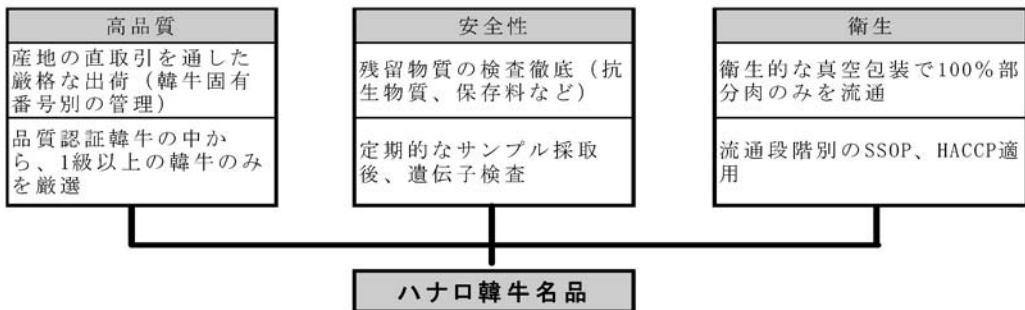 高品質
産地の直取引を通した
厳格な出荷（韓牛固有
番号別の管理）
品質認証韓牛の中か
ら、1級以上の韓牛のみ
を厳選
安全性
残留物質の検査徹底（抗
生物質、保存料など）
定期的なサンプル採取
後、遺伝子検査
衛生
衛生的な真空包装で100%部
分肉のみを流通
流通段階別のSSOP、HACCP適
用
ハナロ韓牛名品